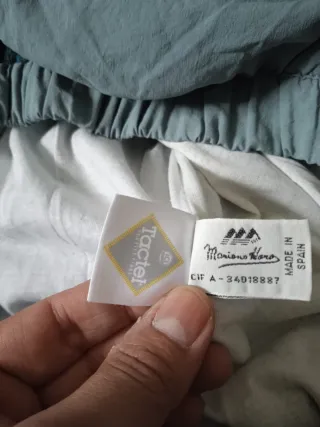 Tactel
Mariano Haro
CIF A-34018887
MADE IN
SPAIN